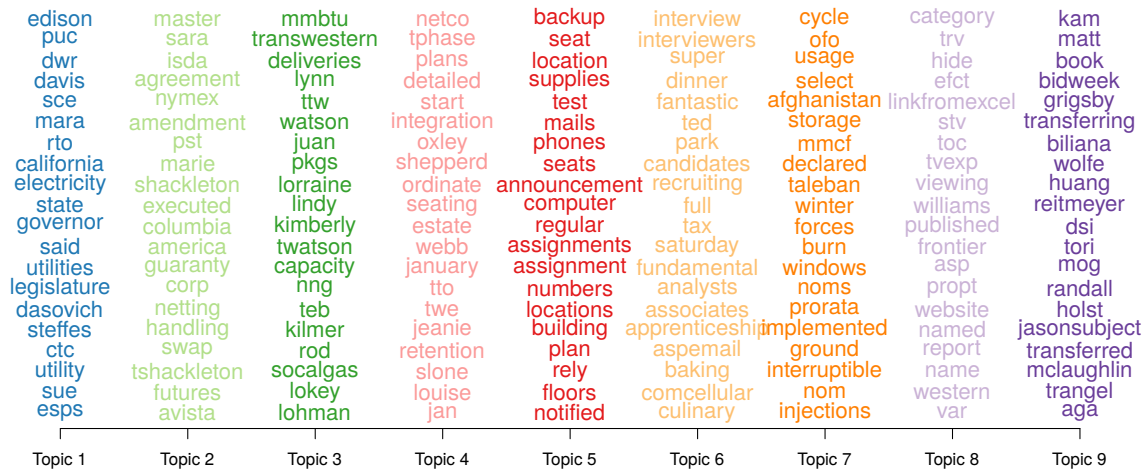 edison master mmbtu netco backup interview cycle category kam
puc sara transwestern tphase seat interviewers ofo trv matt
dwr isda deliveries plans location super usage hide book
davis agreement lynn detailed supplies dinner select efct bidweek
sce nymex ttw start test fantastic afghanistan linkfromexcel grigsby
mara amendment watson integration mails ted storage stv transferring
rto pst juan oxley phones park mmcf toc biliana
california marie pkgs shepperd seats candidates declared tvexp wolfe
electricity shackleton lorraine ordinate announcement recruiting taleban viewing huang
state executed lindy seating computer full winter williams reitmeyer
governor columbia kimberly estate regular tax forces published dsi
said america twatson webb assignments saturday burn frontier tori
utilities guaranty capacity january assignment fundamental windows asp mog
legislature corp nng tto numbers analysts noms propt randall
dasovich netting teb twe locations associates prorata website holst
steffes handling kilmer jeanie building apprenticeship implemented named jasonsubject
ctc swap rod retention plan aspemail ground report transferred
utility tshackleton socalgas slone rely baking interruptible name mclaughlin
sue futures lokey louise floors comcellular nom western trangel
esps avista lohman jan notified culinary injections var aga
Topic 1 Topic 2 Topic 3 Topic 4 Topic 5 Topic 6 Topic 7 Topic 8 Topic 9